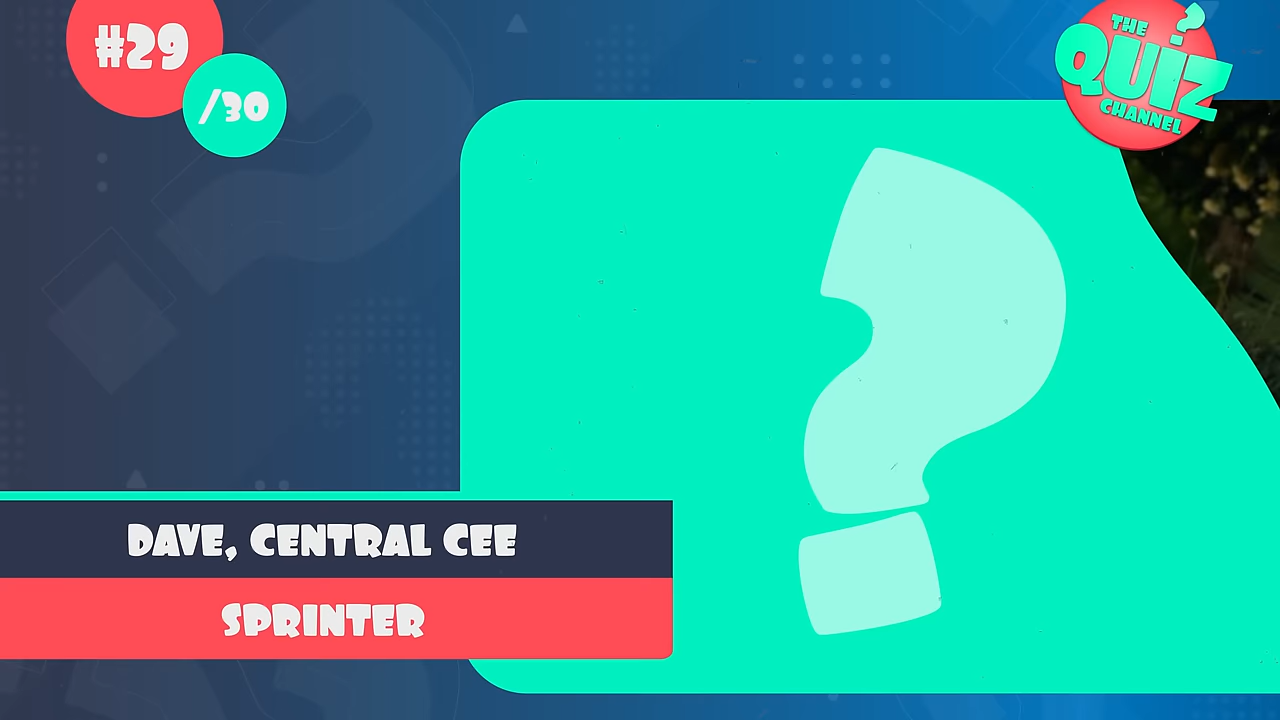 #29
/30
THE
QUIZ
CHANNEL
DAVE, CENTRAL CEE
SPRINTER